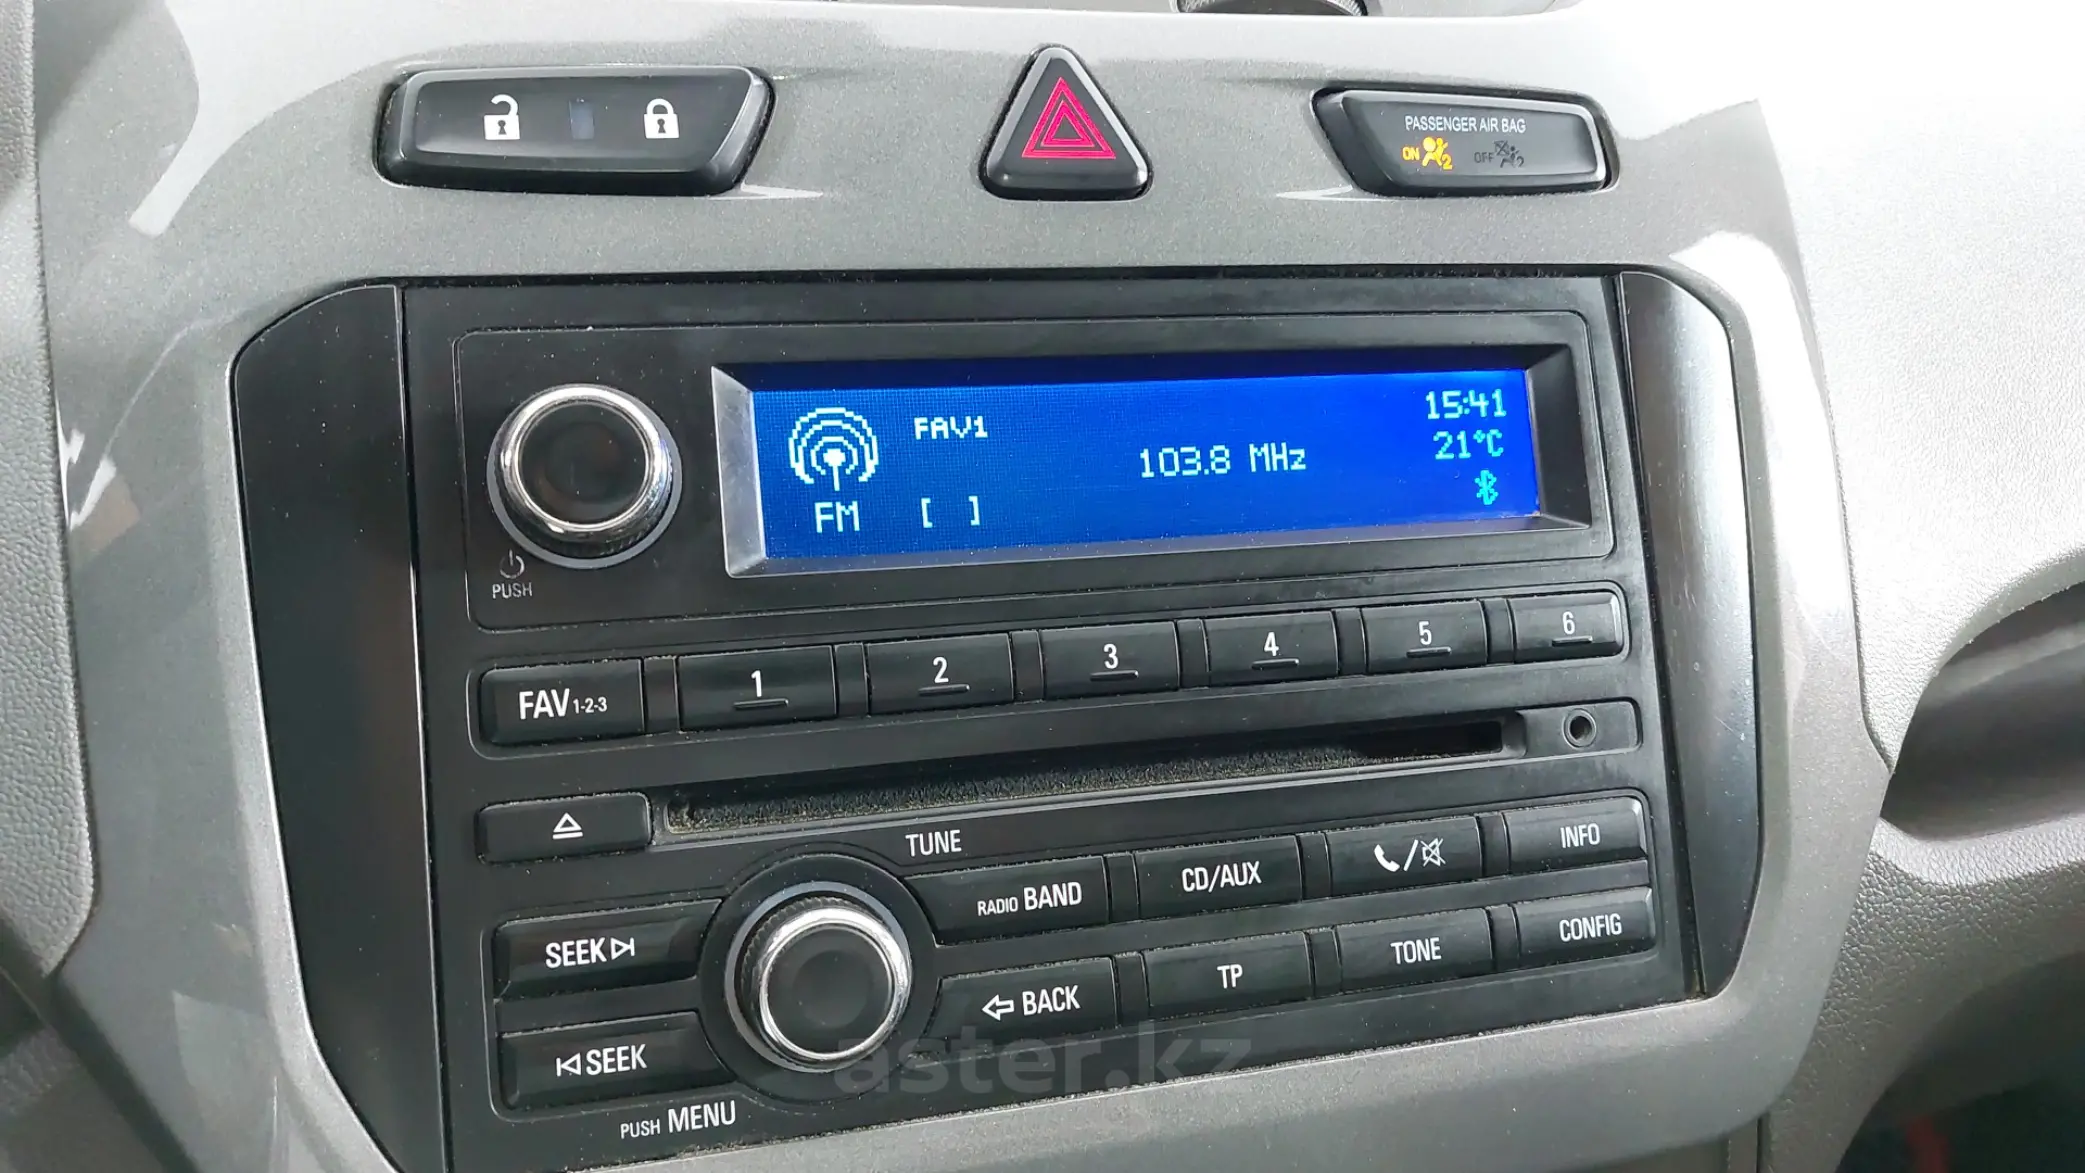 PASSENGER AIR BAG
ON 2 OFF 2
FAV1
15:41
103.8 MHz
21°C
FM [ ]
PUSH
FAV 1-2-3
1
2
3
4
5
6
TUNE
RADIO BAND
CD/AUX
INFO
SEEK
BACK
TP
TONE
CONFIG
SEEK
PUSH MENU
aster.kz